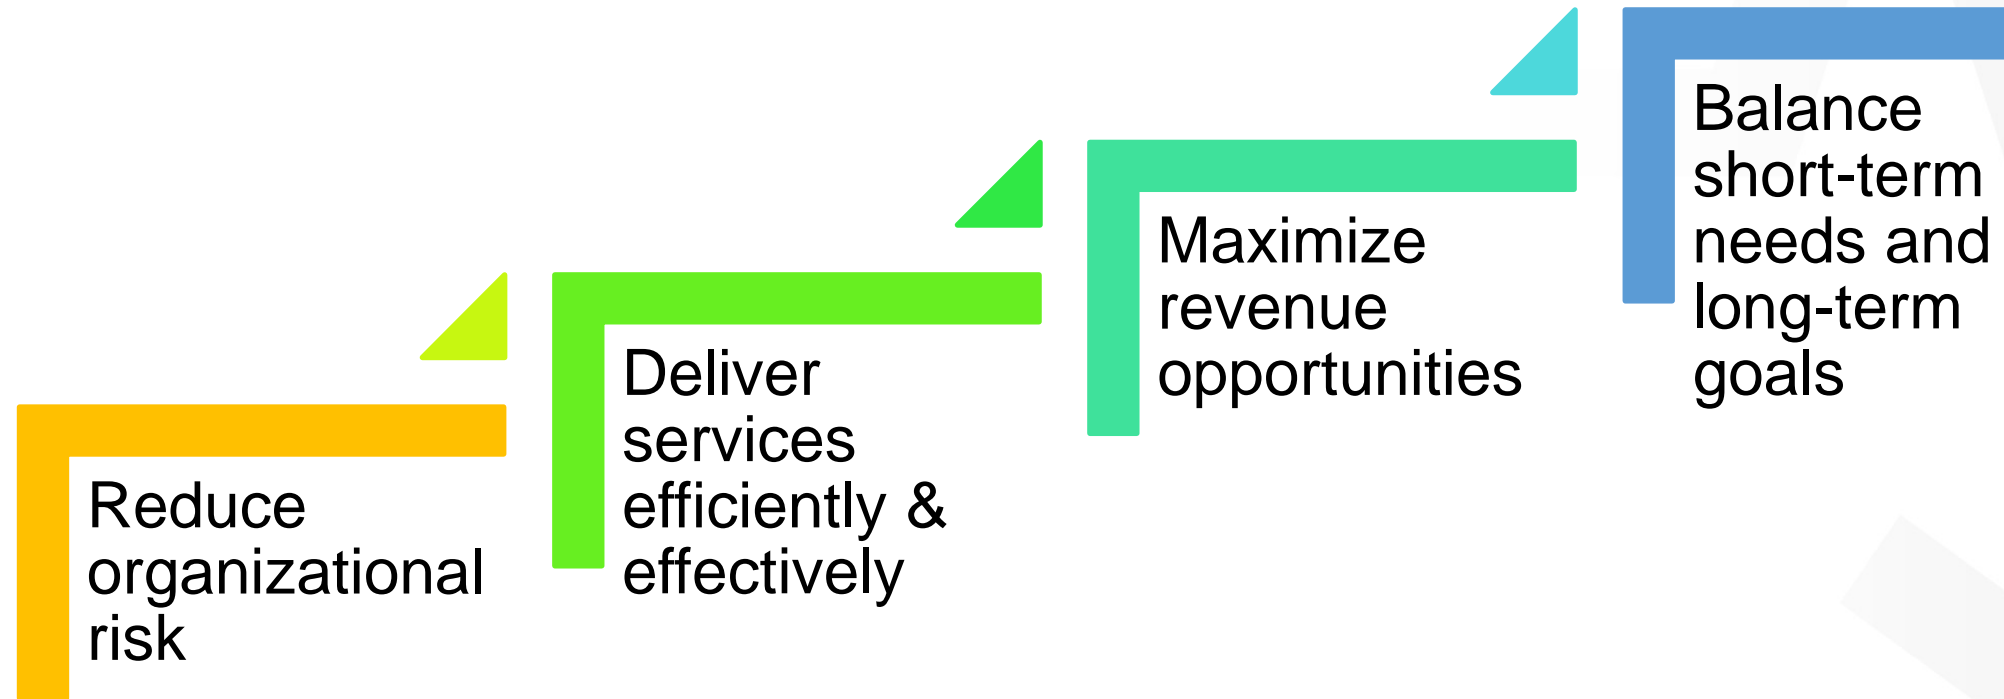 Reduce
organizational
risk
Deliver
services
efficiently &
effectively
Maximize
revenue
opportunities
Balance
short-term
needs and
long-term
goals